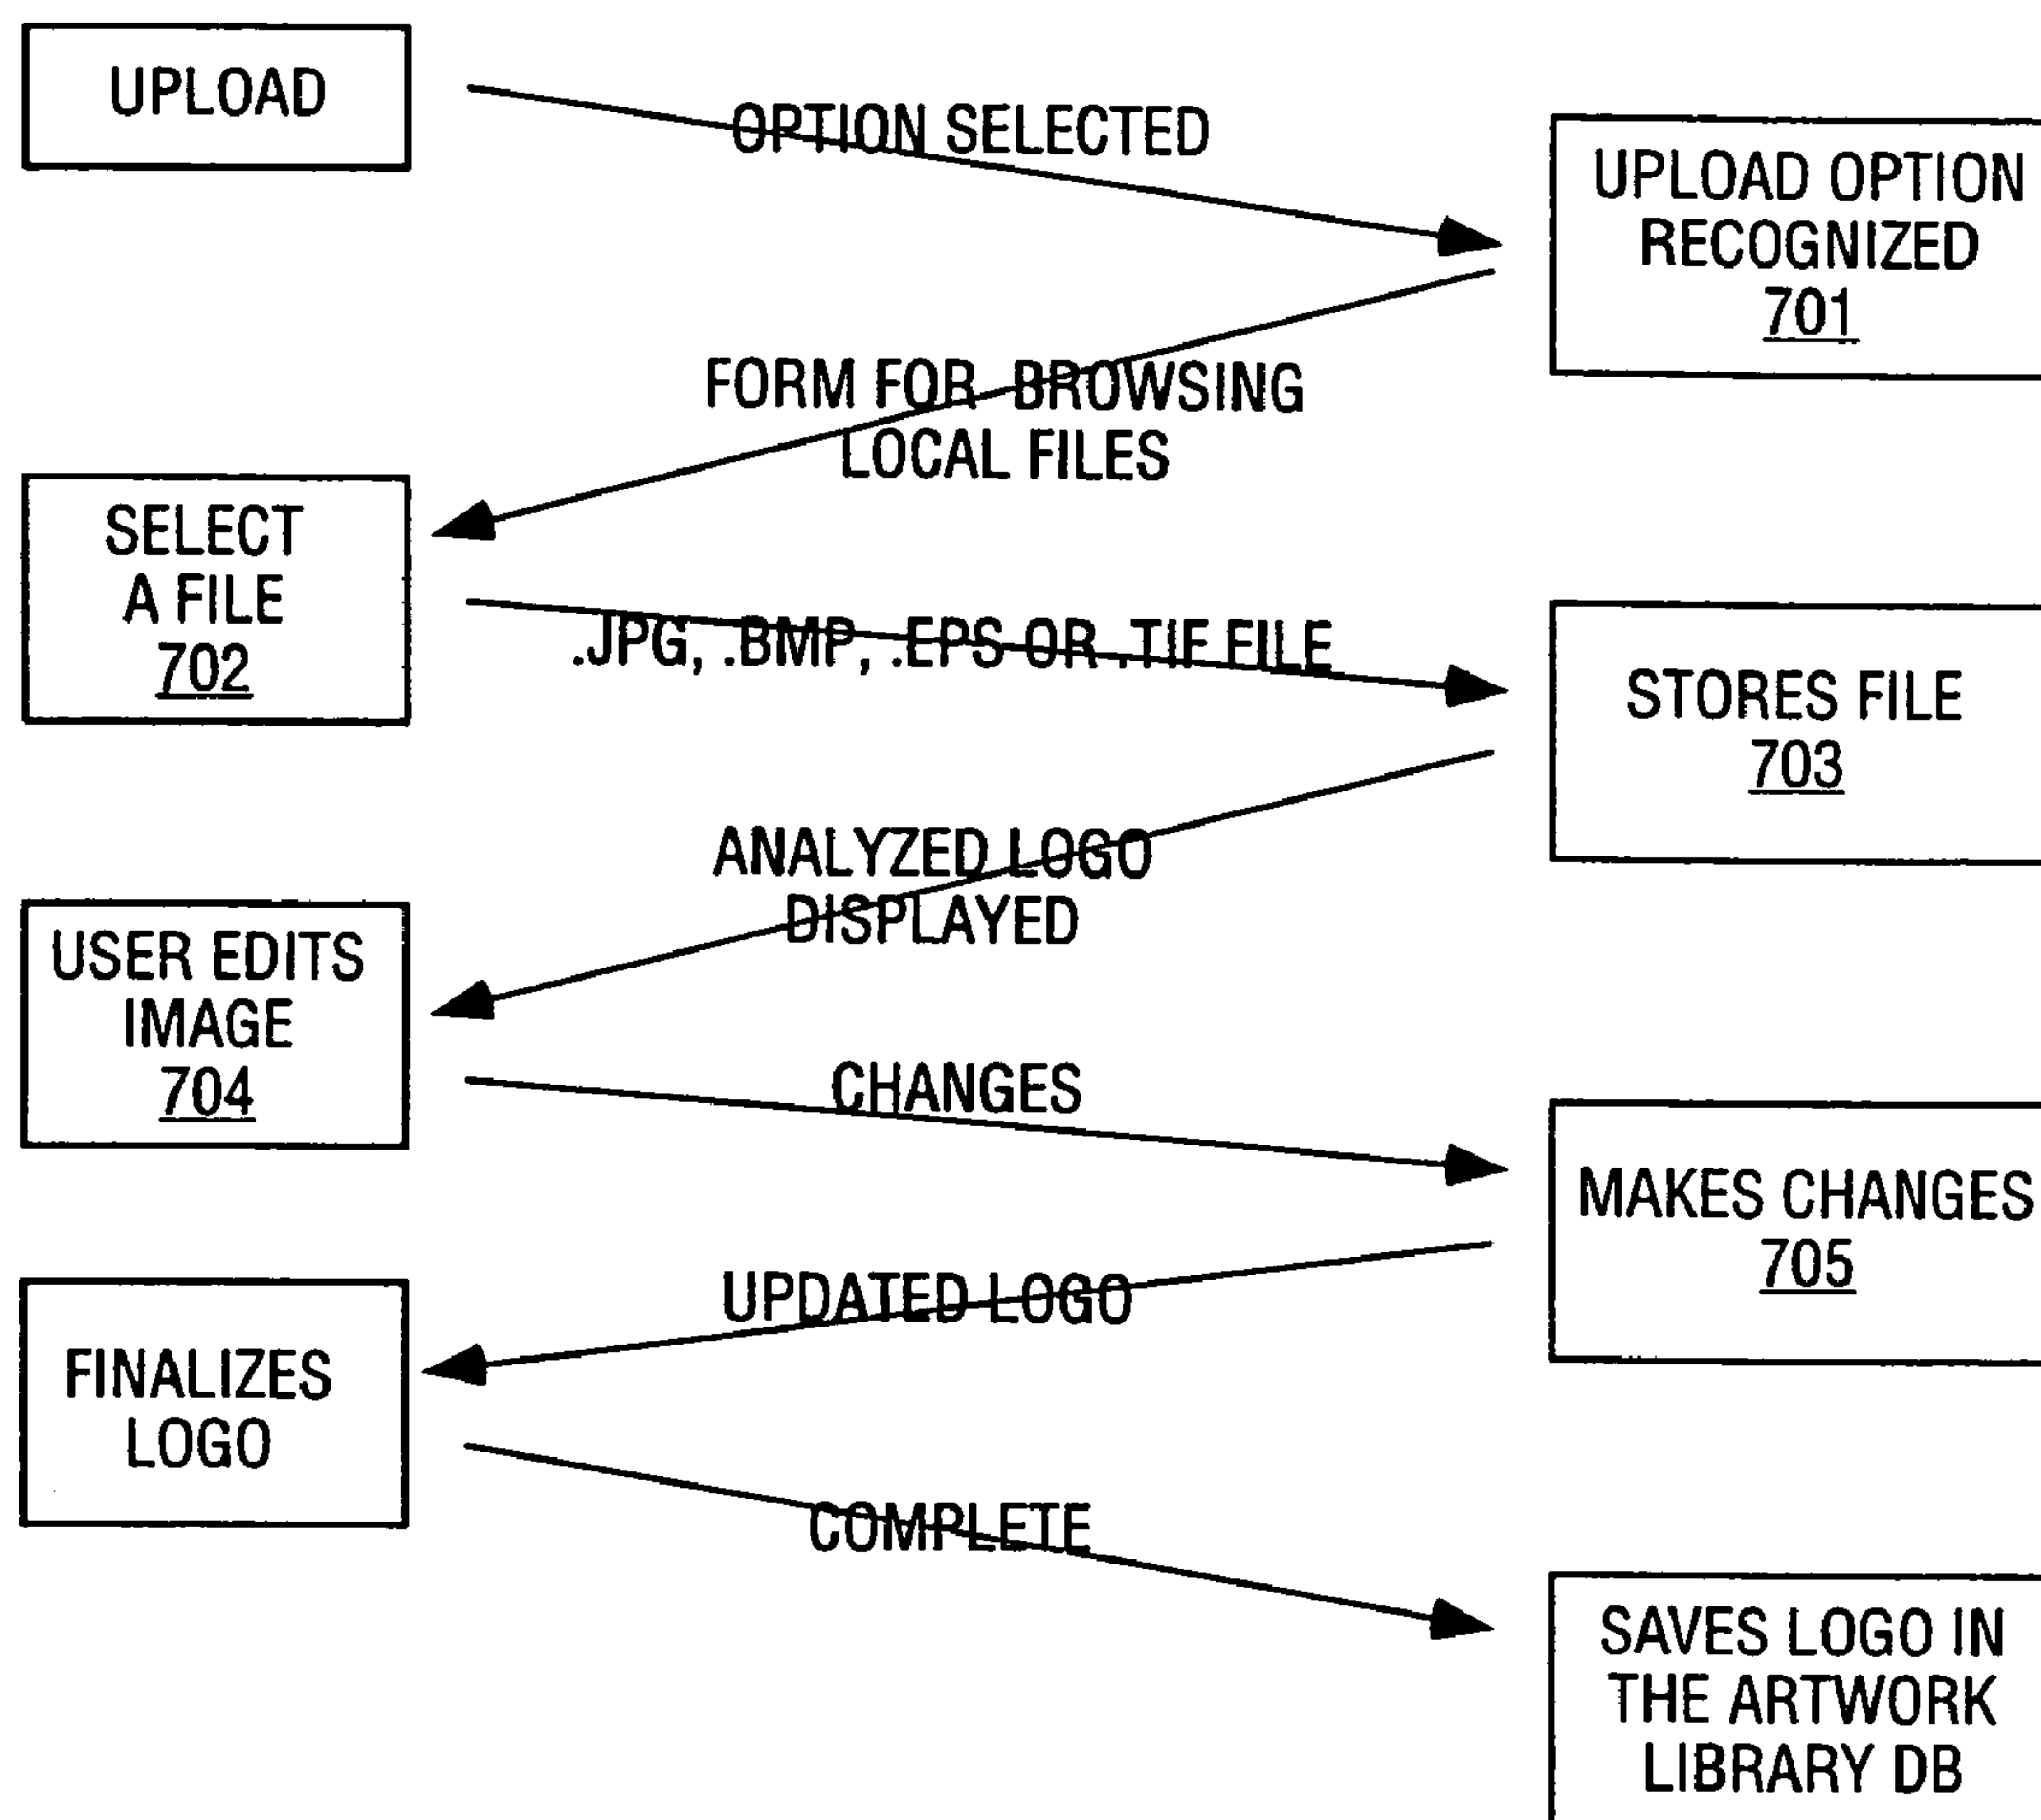 UPLOAD
OPTION SELECTED
UPLOAD OPTION
RECOGNIZED
701
FORM FOR BROWSING
LOCAL FILES
SELECT
A FILE
702
.JPG, .BMP, .EPS OR .TIF FILE
STORES FILE
703
ANALYZED LOGO
DISPLAYED
USER EDITS
IMAGE
704
CHANGES
MAKES CHANGES
705
UPDATED LOGO
FINALIZES
LOGO
COMPLETE
SAVES LOGO IN
THE ARTWORK
LIBRARY DB